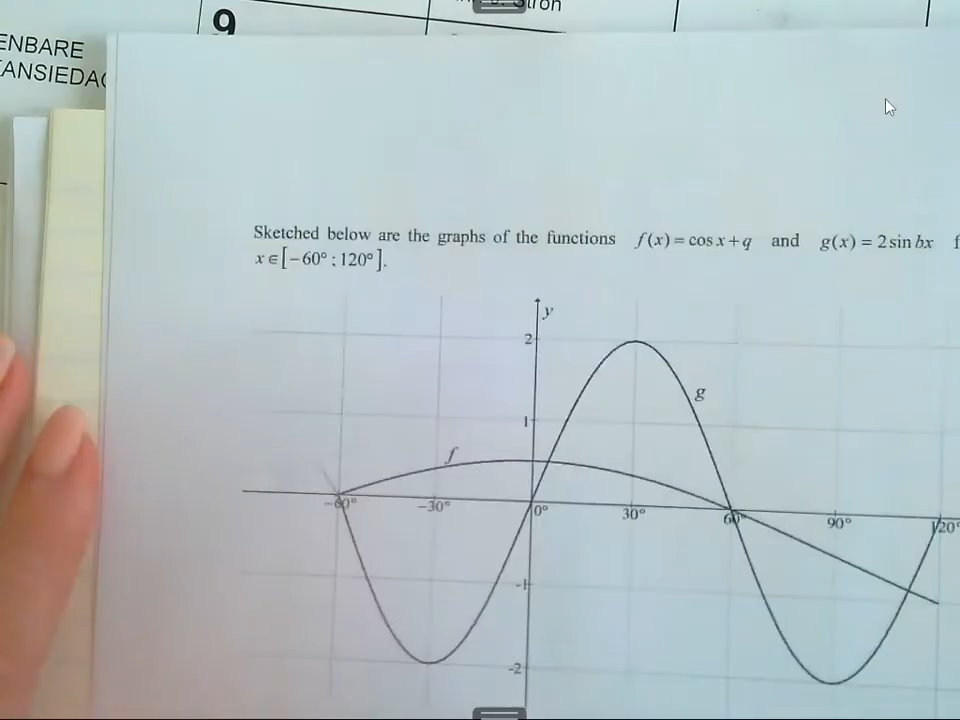 9
ENBARE
Sketched below are the graphs of the functions f(x) = cos x + q and g(x) = 2 sin bx
x ∈ [−60° ; 120°].
y
2
g
1
f
−60° −30° 0° 30° 60° 90° 120°
-1
-2